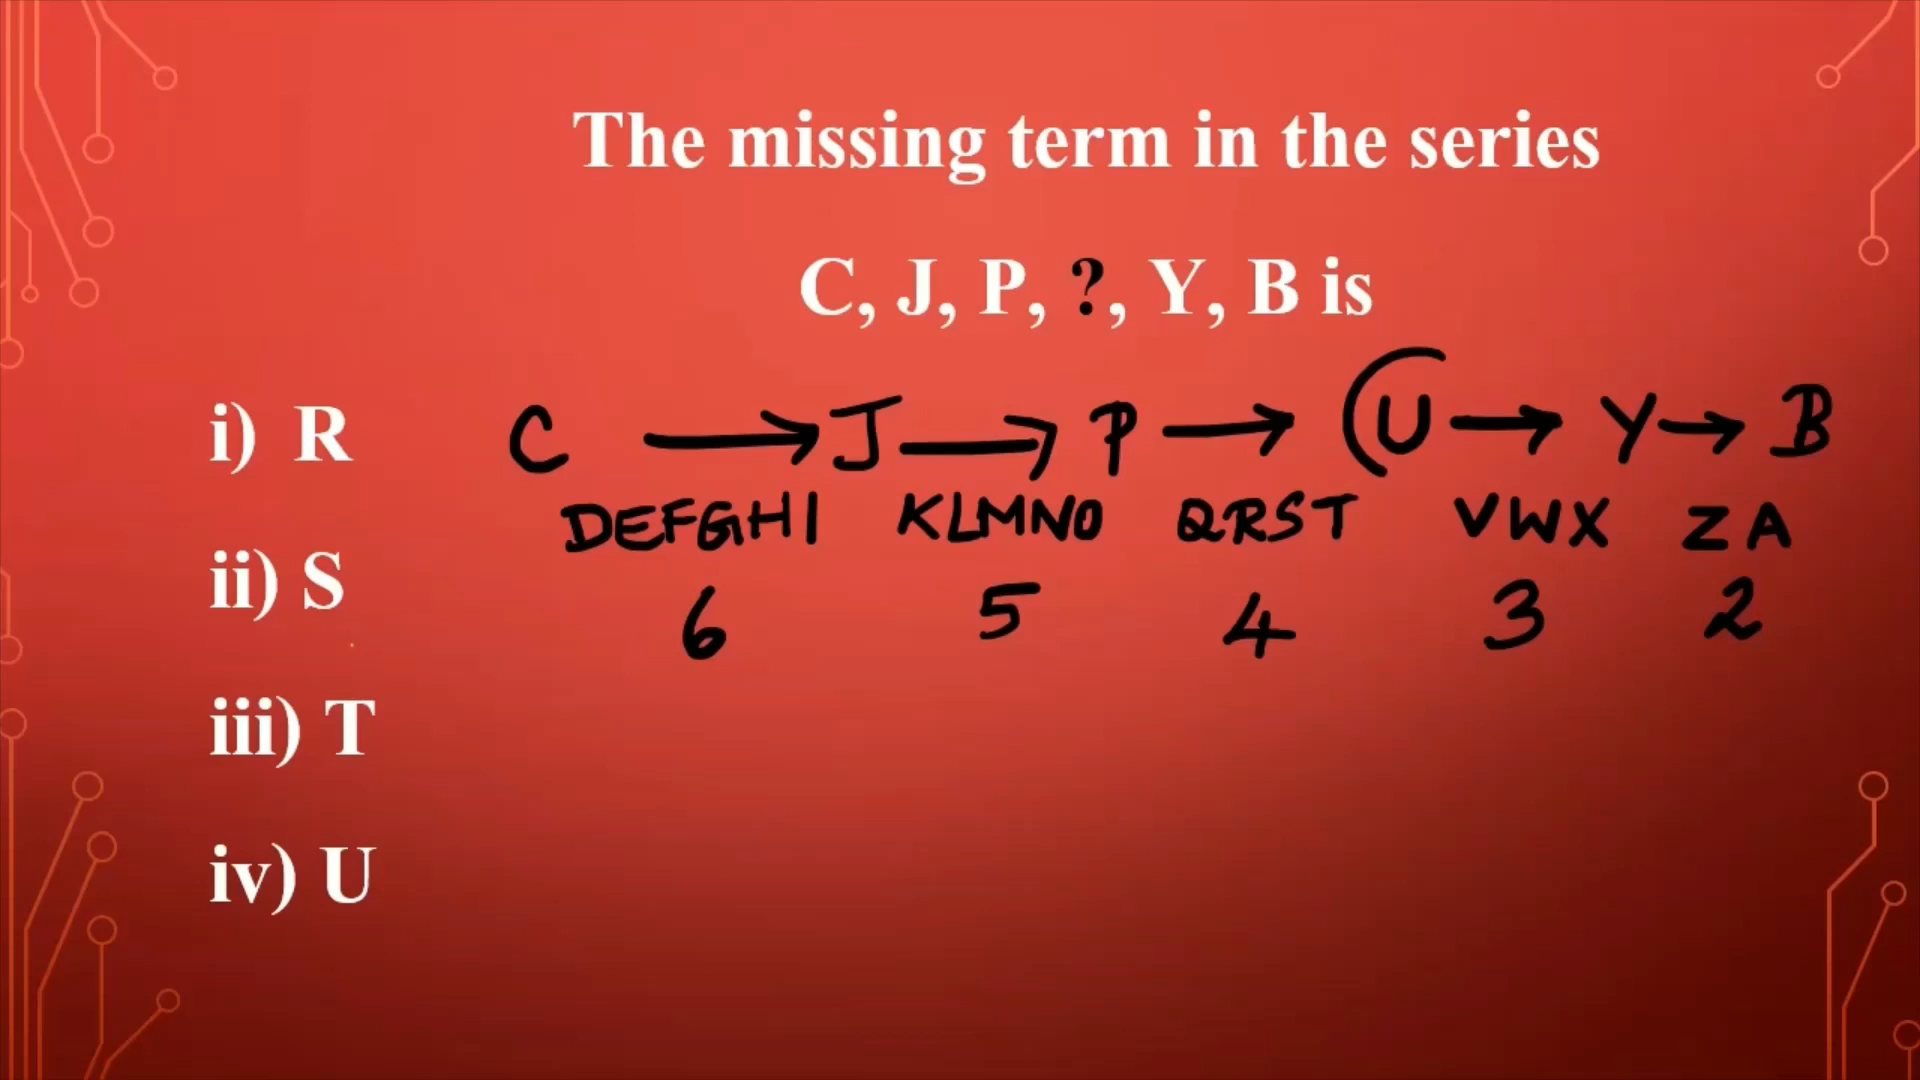 The missing term in the series
C, J, P, ?, Y, B is
i) R
C → J → P → U → Y → B
DEFGHI KLMNO QRST VWX ZA
ii) S
6 5 4 3 2
iii) T
iv) U